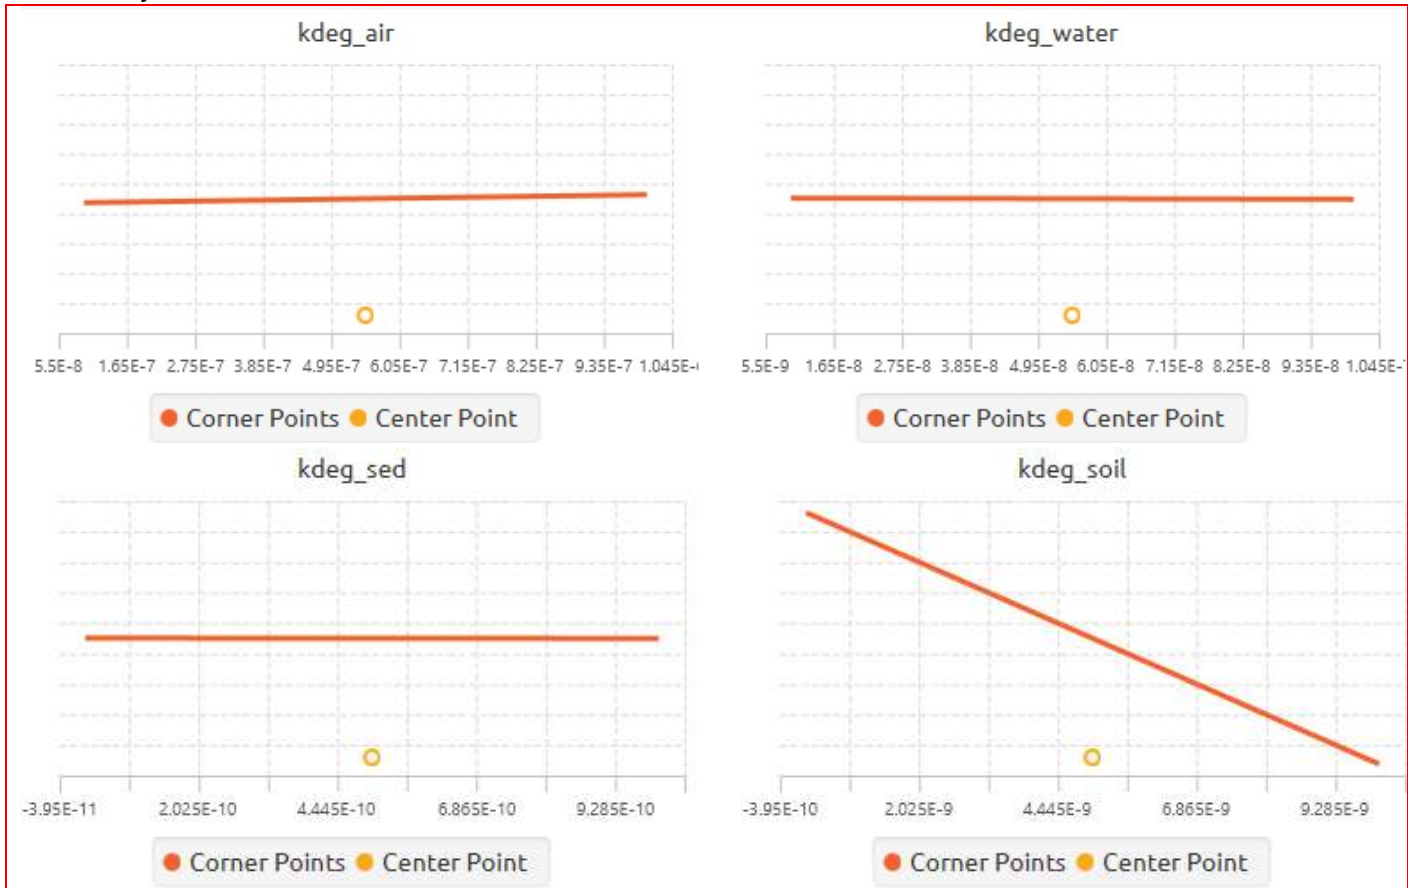 kdeg_air
kdeg_water
5.5E-8 1.65E-7 2.75E-7 3.85E-7 4.95E-7 6.05E-7 7.15E-7 8.25E-7 9.35E-7 1.045E-
5.5E-9 1.65E-8 2.75E-8 3.85E-8 4.95E-8 6.05E-8 7.15E-8 8.25E-8 9.35E-8 1.045E-
Corner Points Center Point
Corner Points Center Point
kdeg_sed
kdeg_soil
-3.95E-11 2.025E-10 4.445E-10 6.865E-10 9.285E-10
-3.95E-10 2.025E-9 4.445E-9 6.865E-9 9.285E-9
Corner Points Center Point
Corner Points Center Point